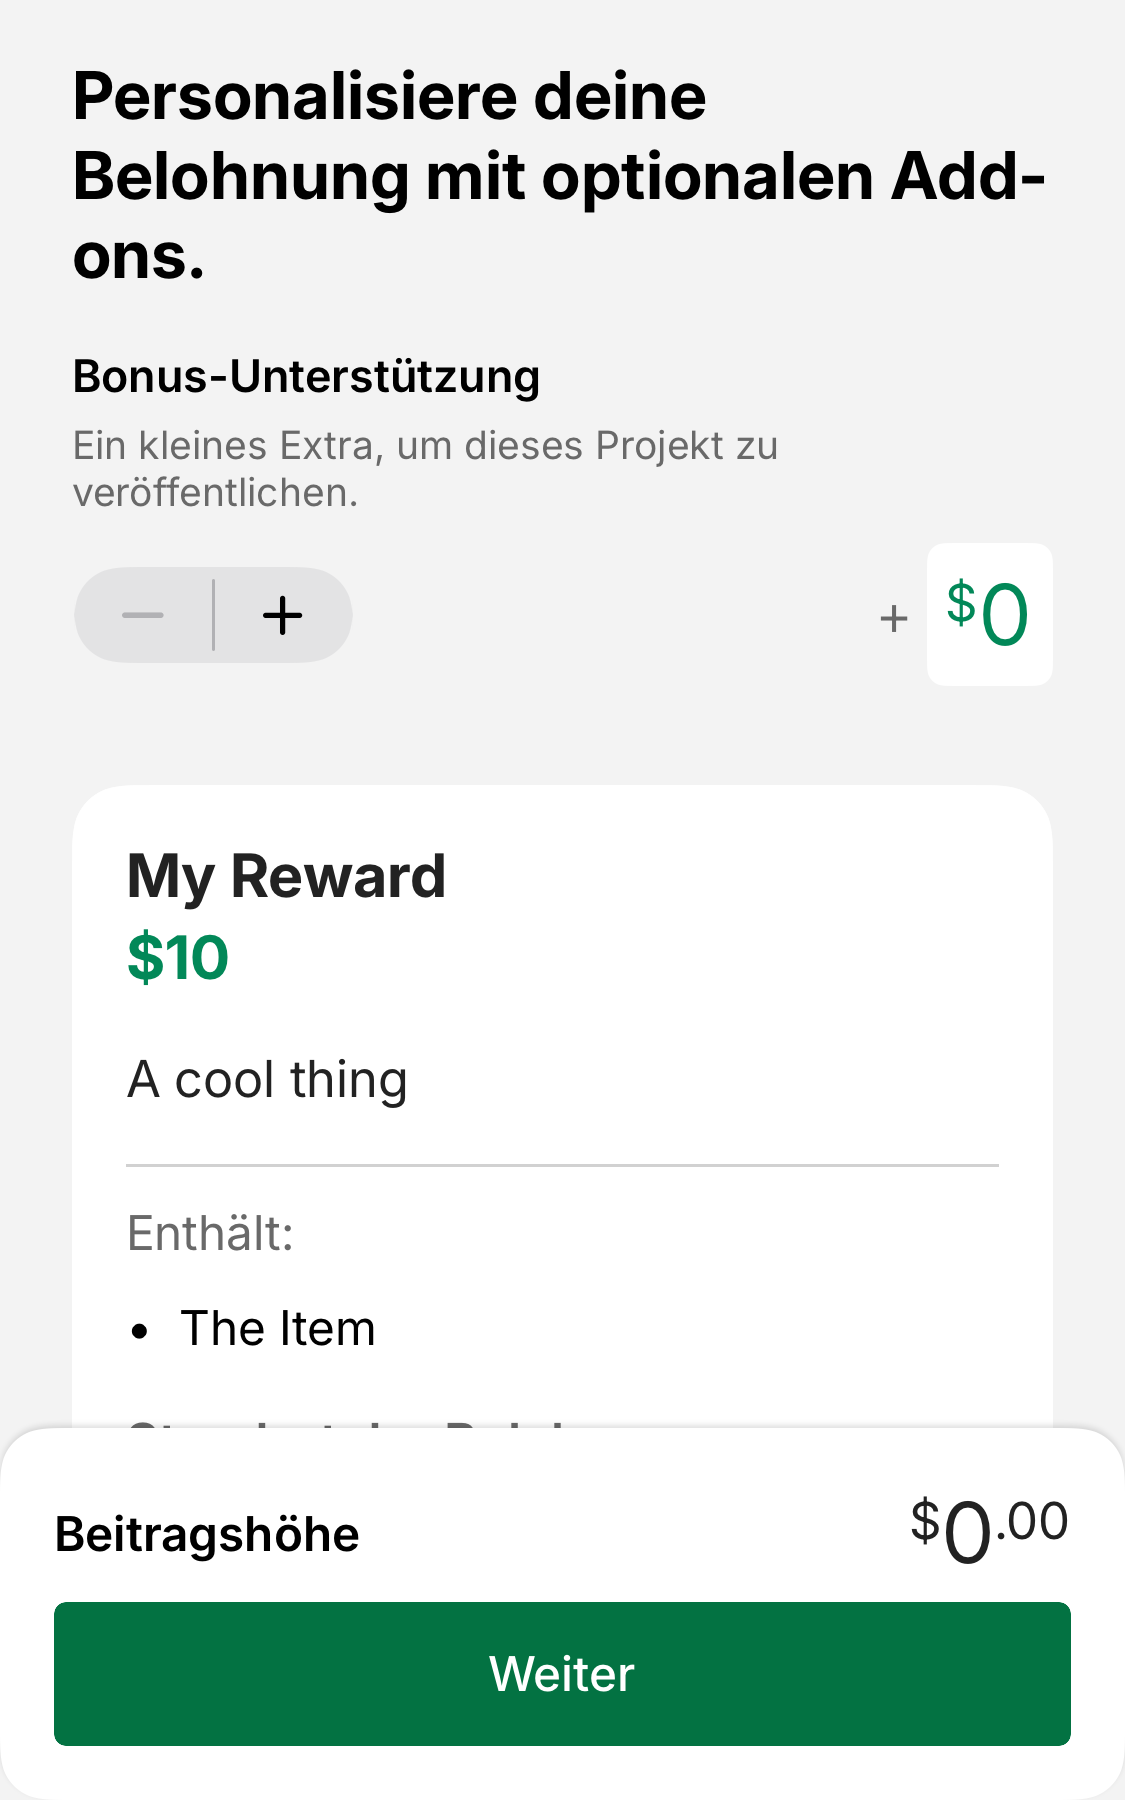 Personalisiere deine
Belohnung mit optionalen Add-
ons.
Bonus-Unterstützung
Ein kleines Extra, um dieses Projekt zu
veröffentlichen.
+ $0
My Reward
$10
A cool thing
Enthält:
• The Item
Beitragshöhe
$0.00
Weiter